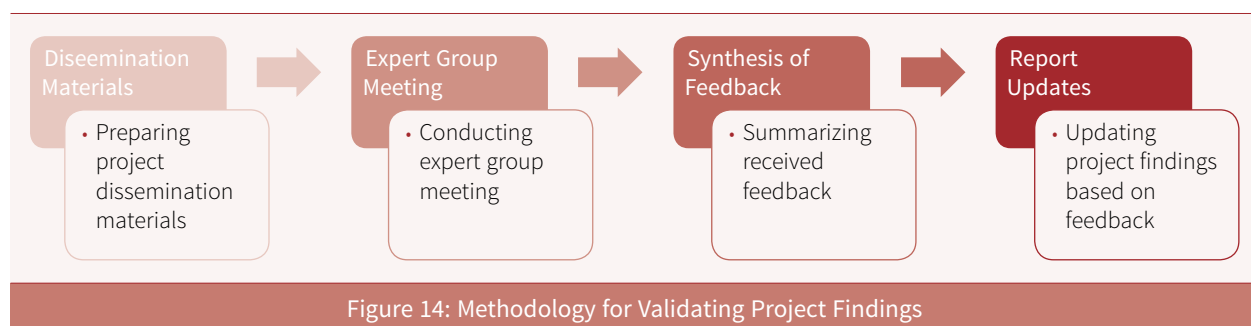 Diseemination
Materials
• Preparing
project
dissemination
materials
Expert Group
Meeting
• Conducting
expert group
meeting
Synthesis of
Feedback
• Summarizing
received
feedback
Report
Updates
• Updating
project findings
based on
feedback
Figure 14: Methodology for Validating Project Findings